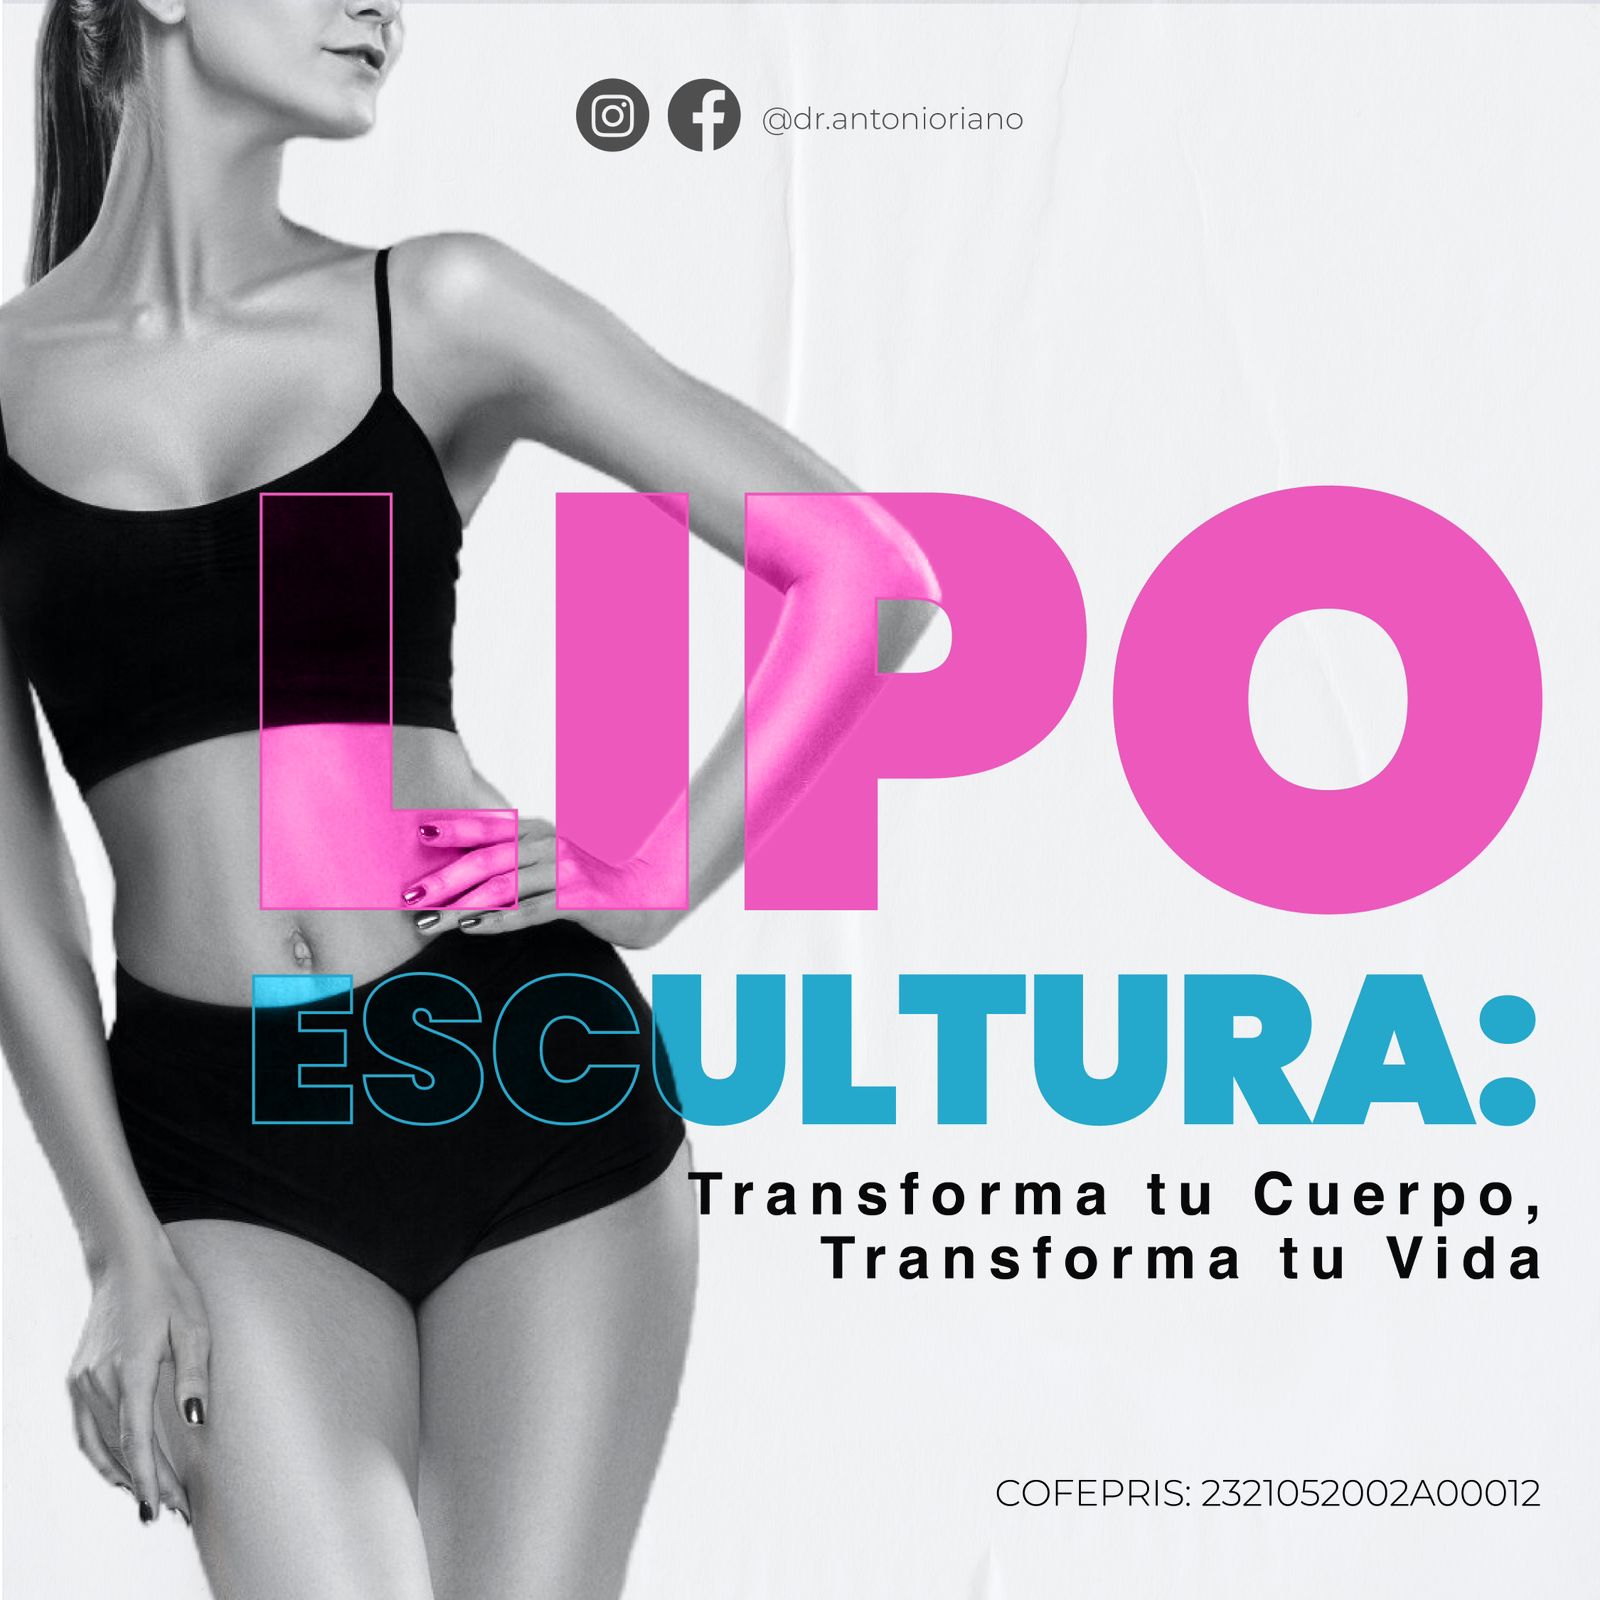 @dr.antonioriano
LIPO
ESCULTURA:
Transforma tu Cuerpo,
Transforma tu Vida
COFEPRIS: 2321052002A00012